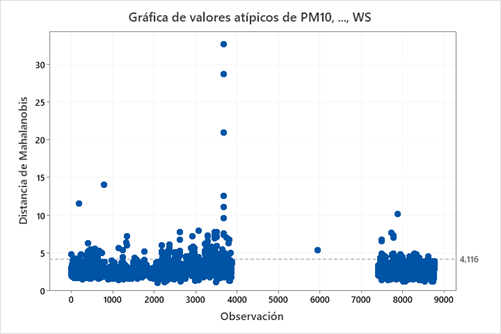 Gráfica de valores atípicos de PM10, ..., WS
Distancia de Mahalanobis
35
30
25
20
15
10
5
0
4,116
0 1000 2000 3000 4000 5000 6000 7000 8000 9000
Observación